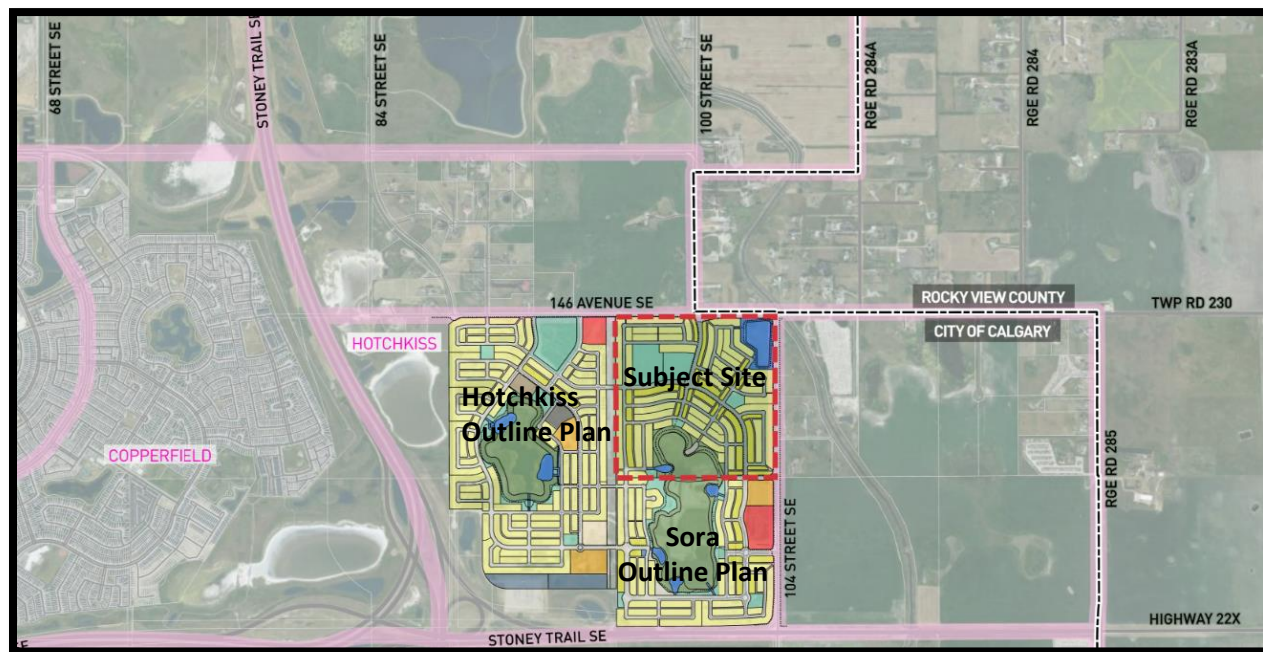 68 STREET SE
STONEY TRAIL SE
84 STREET SE
100 STREET SE
RGE RD 284A
RGE RD 284
RGE RD 283A
146 AVENUE SE
ROCKY VIEW COUNTY
TWP RD 230
CITY OF CALGARY
HOTCHKISS
Subject Site
Hotchkiss
Outline Plan
COPPERFIELD
RGE RD 285
Sora
Outline Plan
104 STREET SE
STONEY TRAIL SE
HIGHWAY 22X
SE